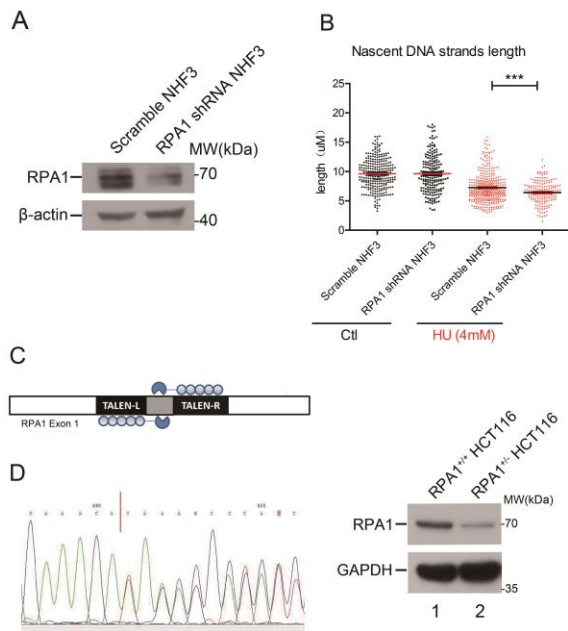 A
Scramble NHF3
RPA1 shRNA NHF3
MW(kDa)
RPA1
-70
β-actin
-40
B
Nascent DNA strands length
***
length (uM)
25
20
15
10
5
0
Scramble NHF3
RPA1 shRNA NHF3
Scramble NHF3
RPA1 shRNA NHF3
Ctl
HU (4mM)
C
TALEN-L
TALEN-R
RPA1 Exon 1
D
RPA1+/+ HCT116
RPA1+/- HCT116
MW(kDa)
RPA1
70
GAPDH
-35
1
2